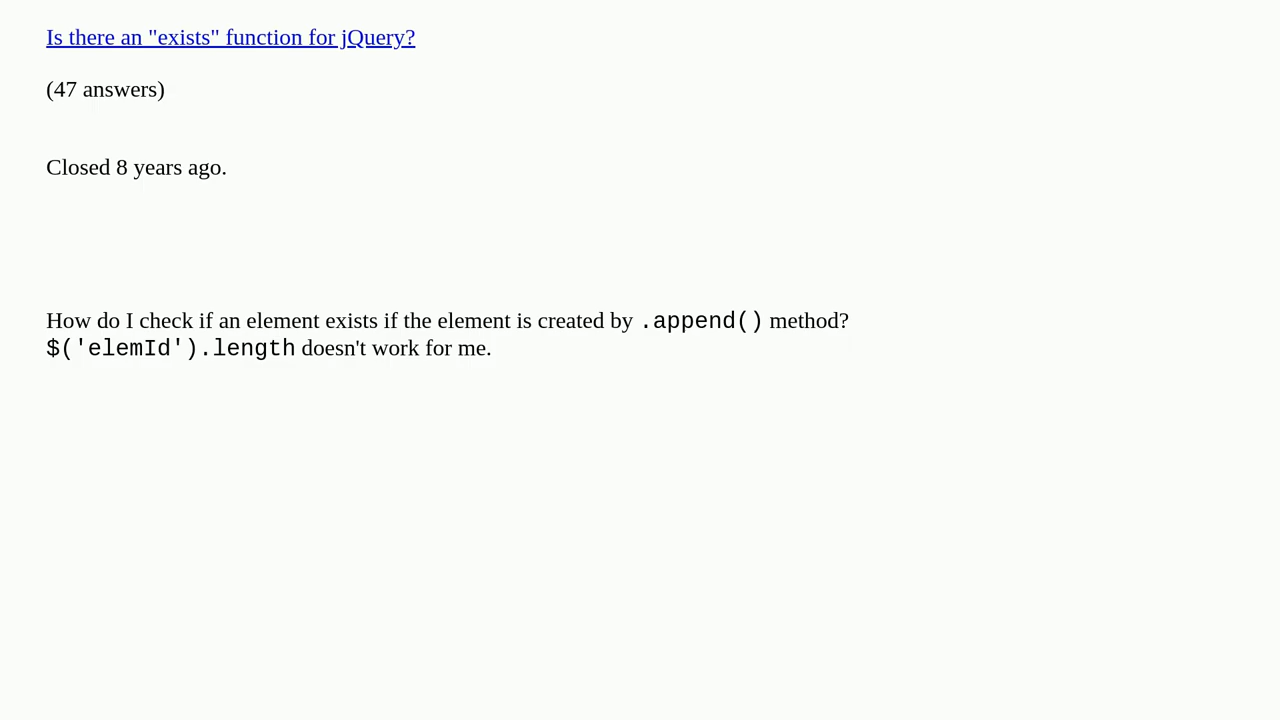 Is there an "exists" function for jQuery?
(47 answers)
Closed 8 years ago.
How do I check if an element exists if the element is created by .append() method?
$('elemId').length doesn't work for me.